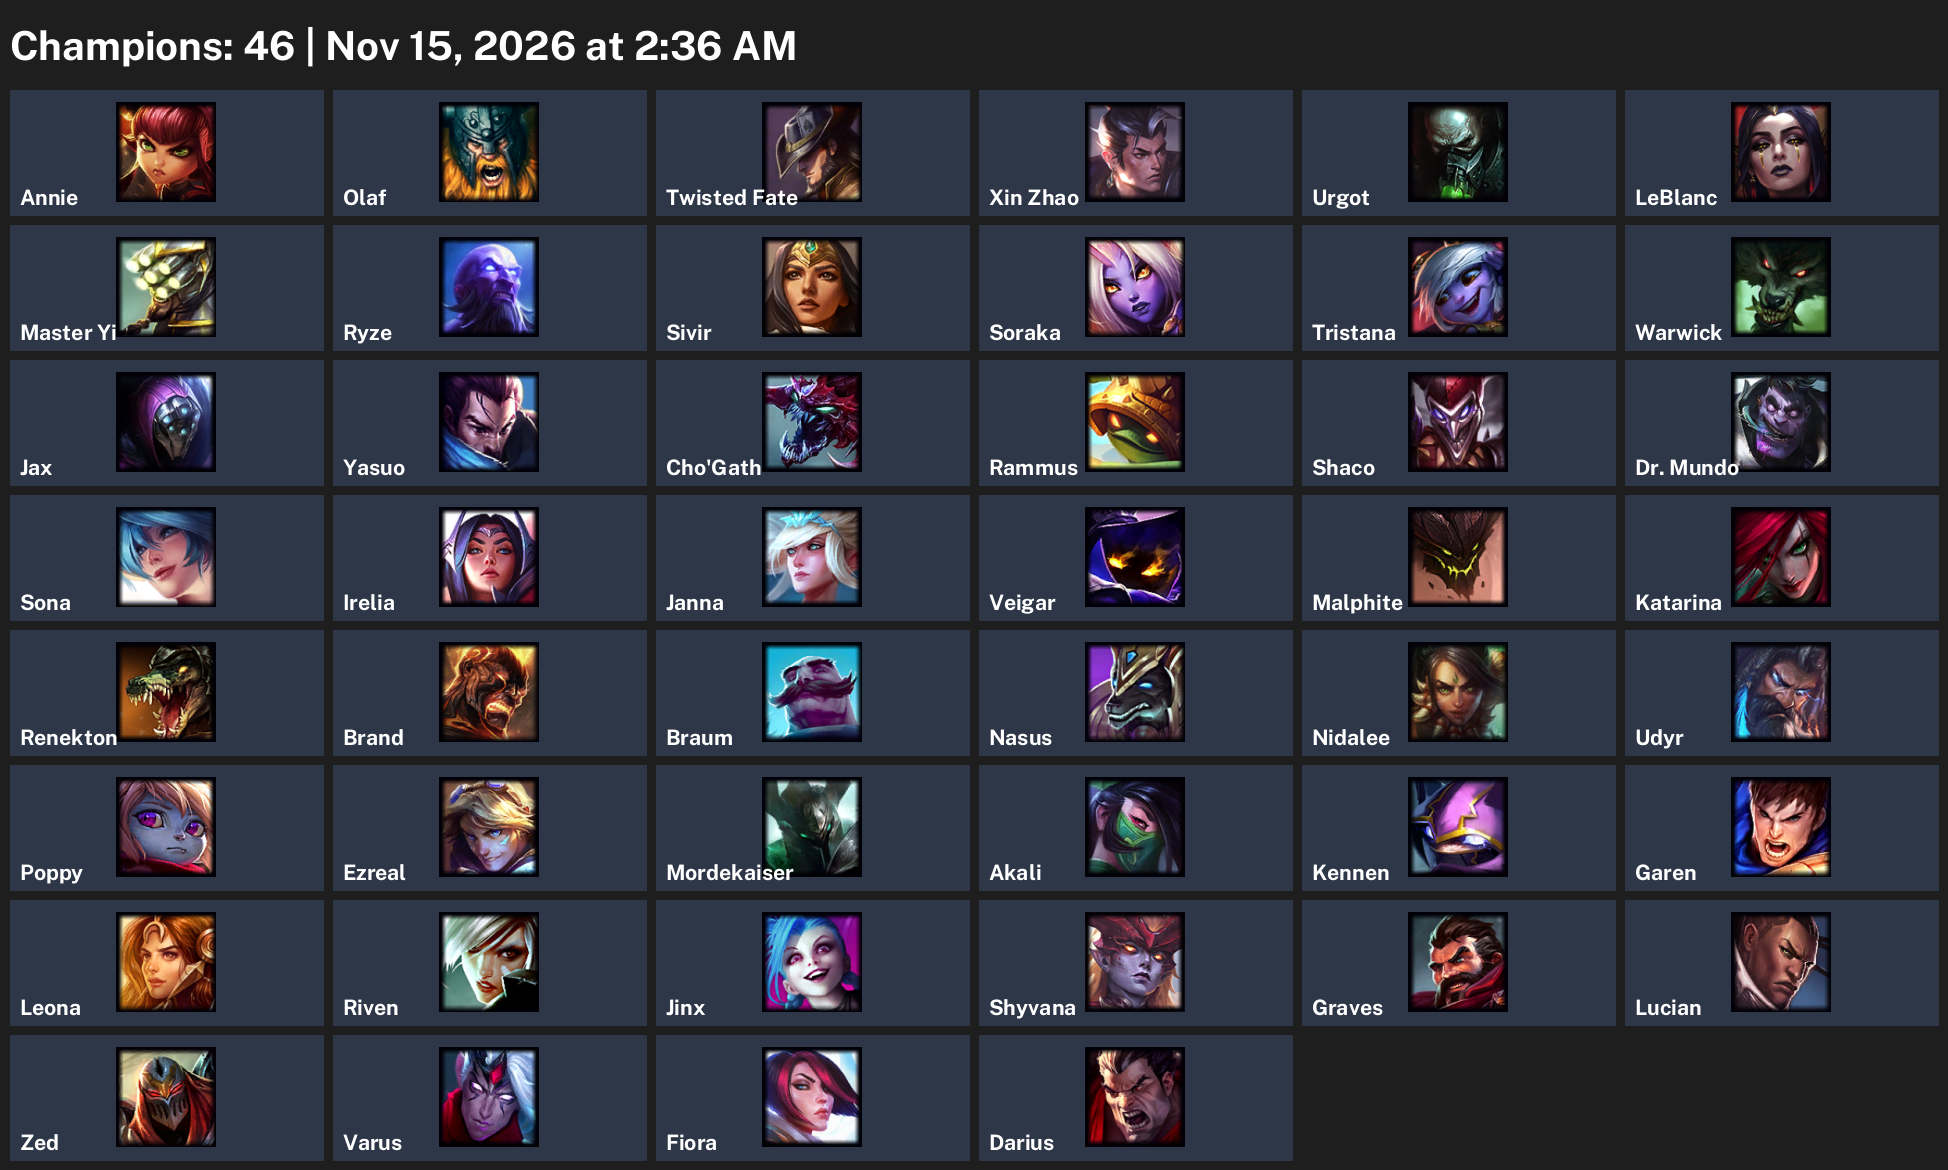 Champions: 46 | Nov 15, 2026 at 2:36 AM
Annie
Olaf
Twisted Fate
Xin Zhao
Urgot
LeBlanc
Master Yi
Ryze
Sivir
Soraka
Tristana
Warwick
Jax
Yasuo
Cho'Gath
Rammus
Shaco
Dr. Mundo
Sona
Irelia
Janna
Veigar
Malphite
Katarina
Renekton
Brand
Braum
Nasus
Nidalee
Udyr
Poppy
Ezreal
Mordekaiser
Akali
Kennen
Garen
Leona
Riven
Jinx
Shyvana
Graves
Lucian
Zed
Varus
Fiora
Darius